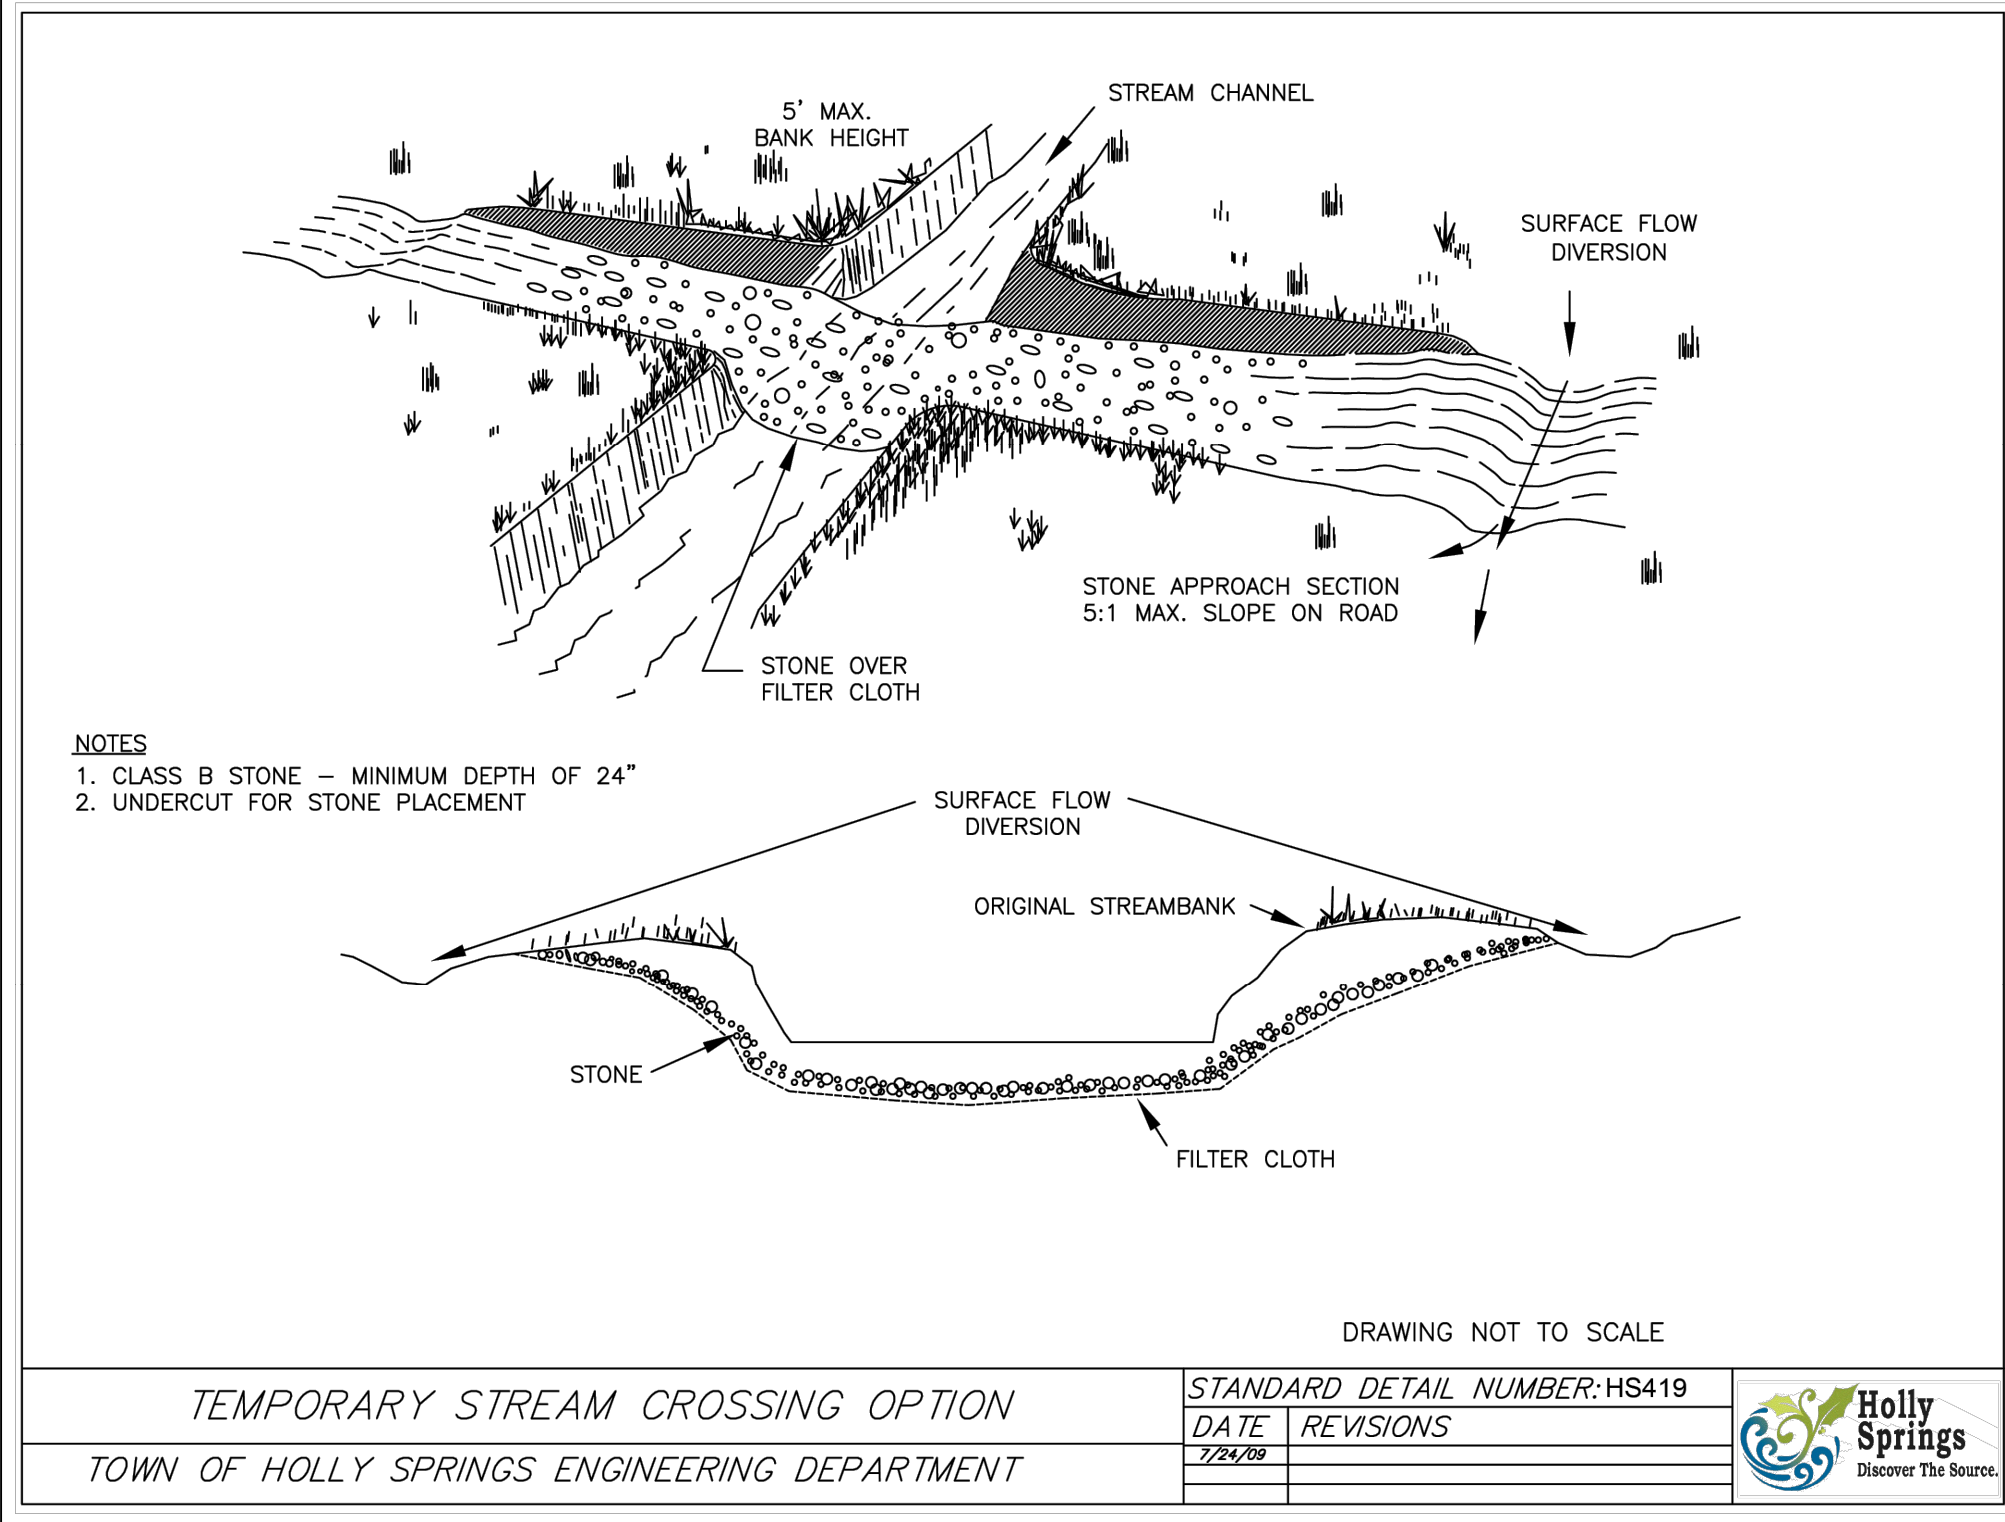 STREAM CHANNEL
5' MAX.
BANK HEIGHT
SURFACE FLOW
DIVERSION
STONE APPROACH SECTION
5:1 MAX. SLOPE ON ROAD
STONE OVER
FILTER CLOTH
NOTES
1. CLASS B STONE – MINIMUM DEPTH OF 24"
2. UNDERCUT FOR STONE PLACEMENT
SURFACE FLOW
DIVERSION
ORIGINAL STREAMBANK
STONE
FILTER CLOTH
DRAWING NOT TO SCALE
TEMPORARY STREAM CROSSING OPTION
TOWN OF HOLLY SPRINGS ENGINEERING DEPARTMENT
STANDARD DETAIL NUMBER: HS419
DATE REVISIONS
7/24/09
Holly
Springs
Discover The Source.